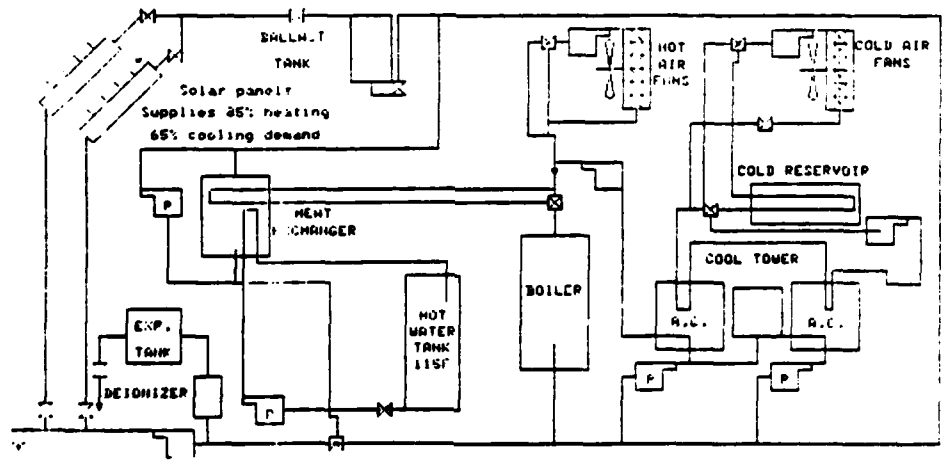 BALLAST
TANK
Solar panels
Supplies 85% heating
65% cooling demand
HOT
AIR
FANS
COLD AIR
FANS
COLD RESERVOIR
P
HEAT
EXCHANGER
COOL TOWER
BOILER
A.C.
A.C.
HOT
WATER
TANK
115F
EXP.
TANK
DEIONIZER
P
P
P